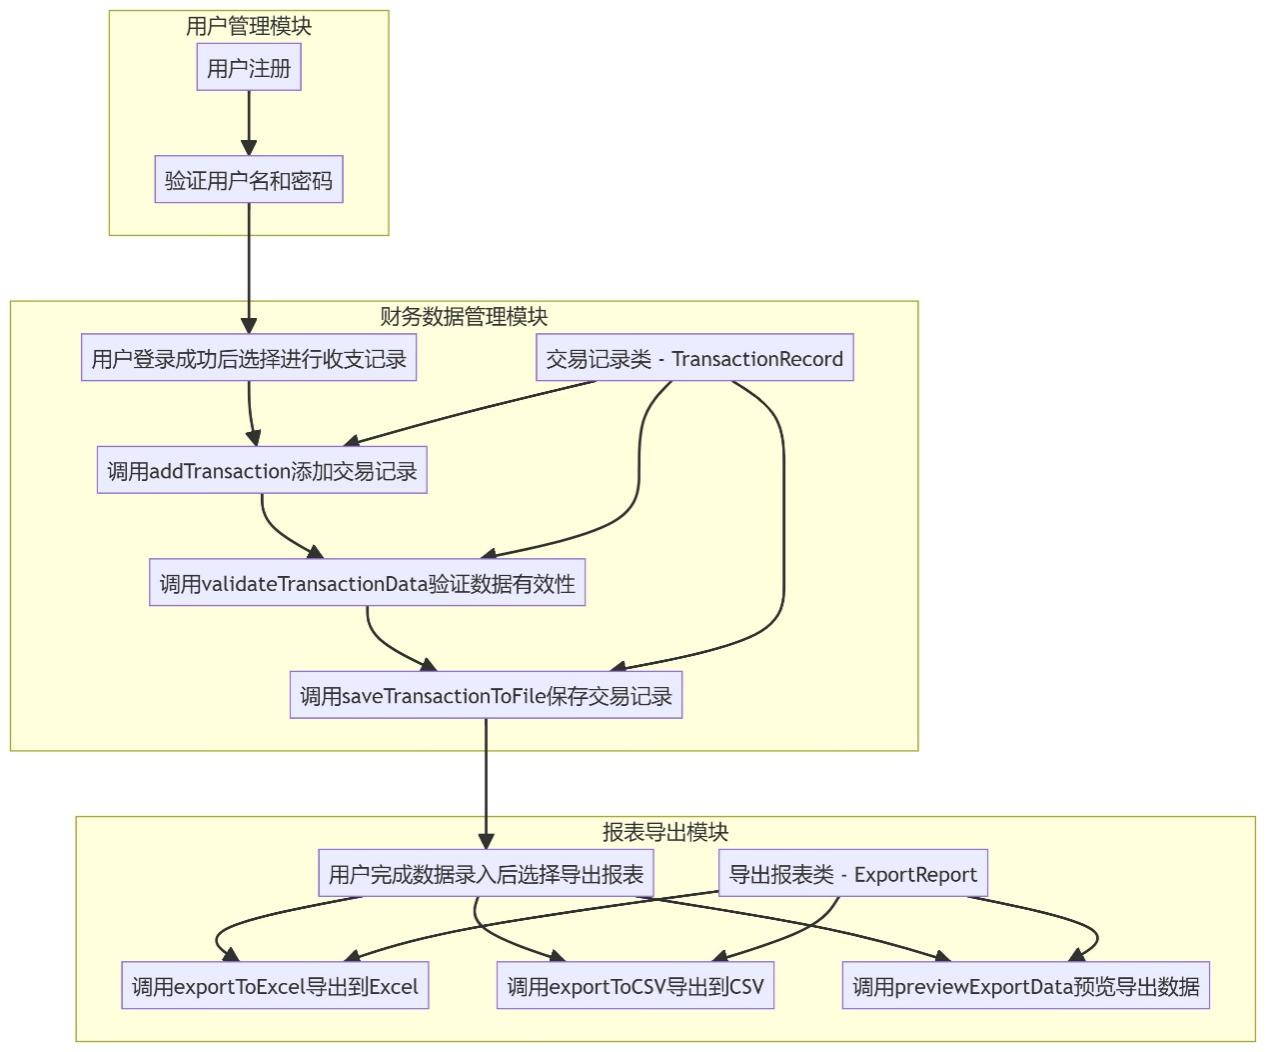 用户管理模块
用户注册
验证用户名和密码
财务数据管理模块
用户登录成功后选择进行收支记录
交易记录类 - TransactionRecord
调用addTransaction添加交易记录
调用validateTransactionData验证数据有效性
调用saveTransactionToFile保存交易记录
报表导出模块
用户完成数据录入后选择导出报表
导出报表类 - ExportReport
调用exportToExcel导出到Excel
调用exportToCSV导出到CSV
调用previewExportData预览导出数据